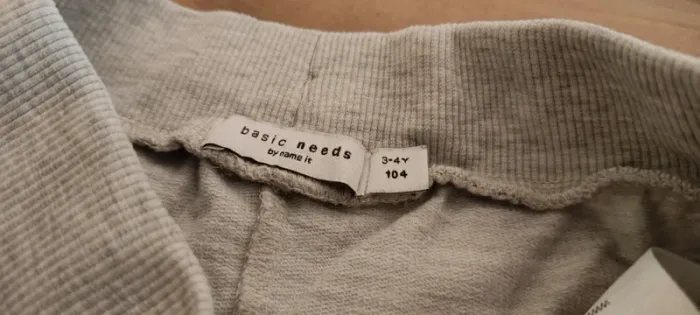 basic needs
by name it
3-4Y
104